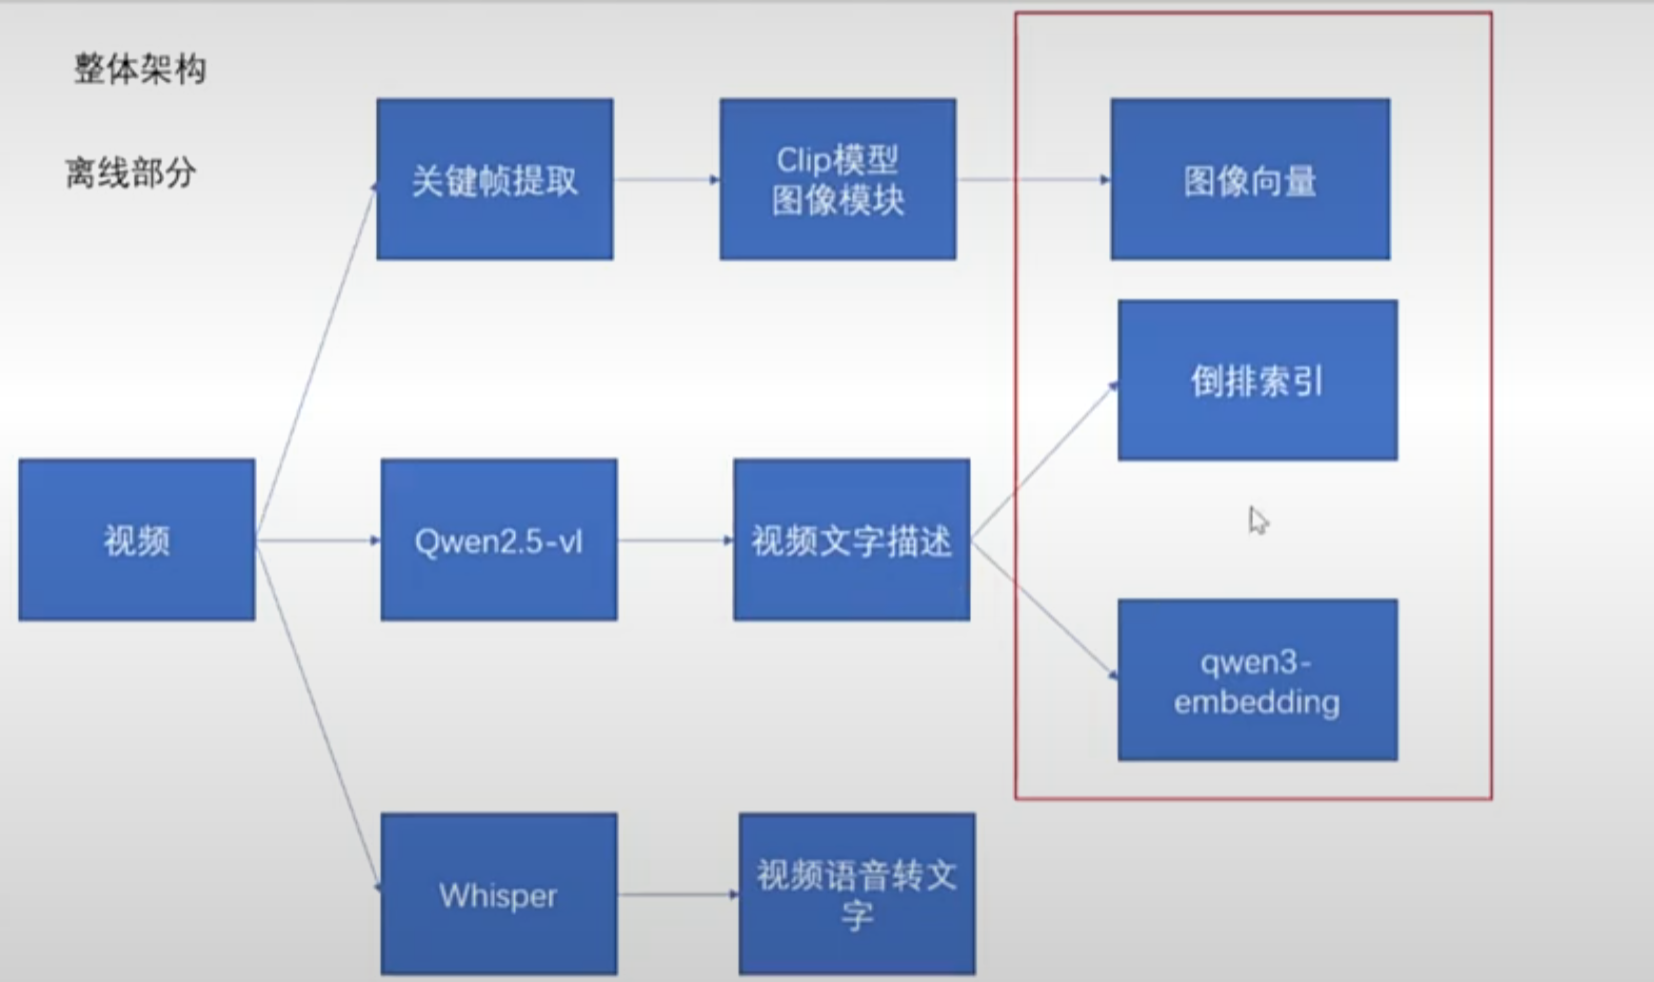 整体架构
离线部分
关键帧提取
Clip模型
图像模块
图像向量
倒排索引
视频
Qwen2.5-vl
视频文字描述
qwen3-
embedding
Whisper
视频语音转文
字